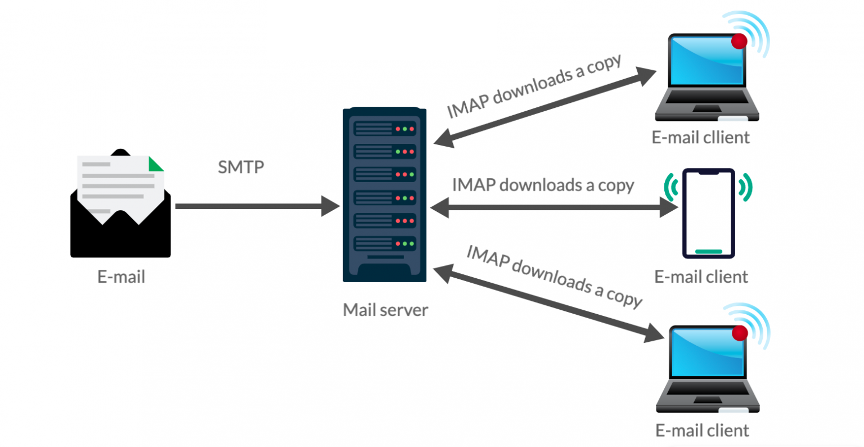 IMAP downloads a copy
E-mail cllient
SMTP
IMAP downloads a copy
E-mail
E-mail client
IMAP downloads a copy
Mail server
E-mail client